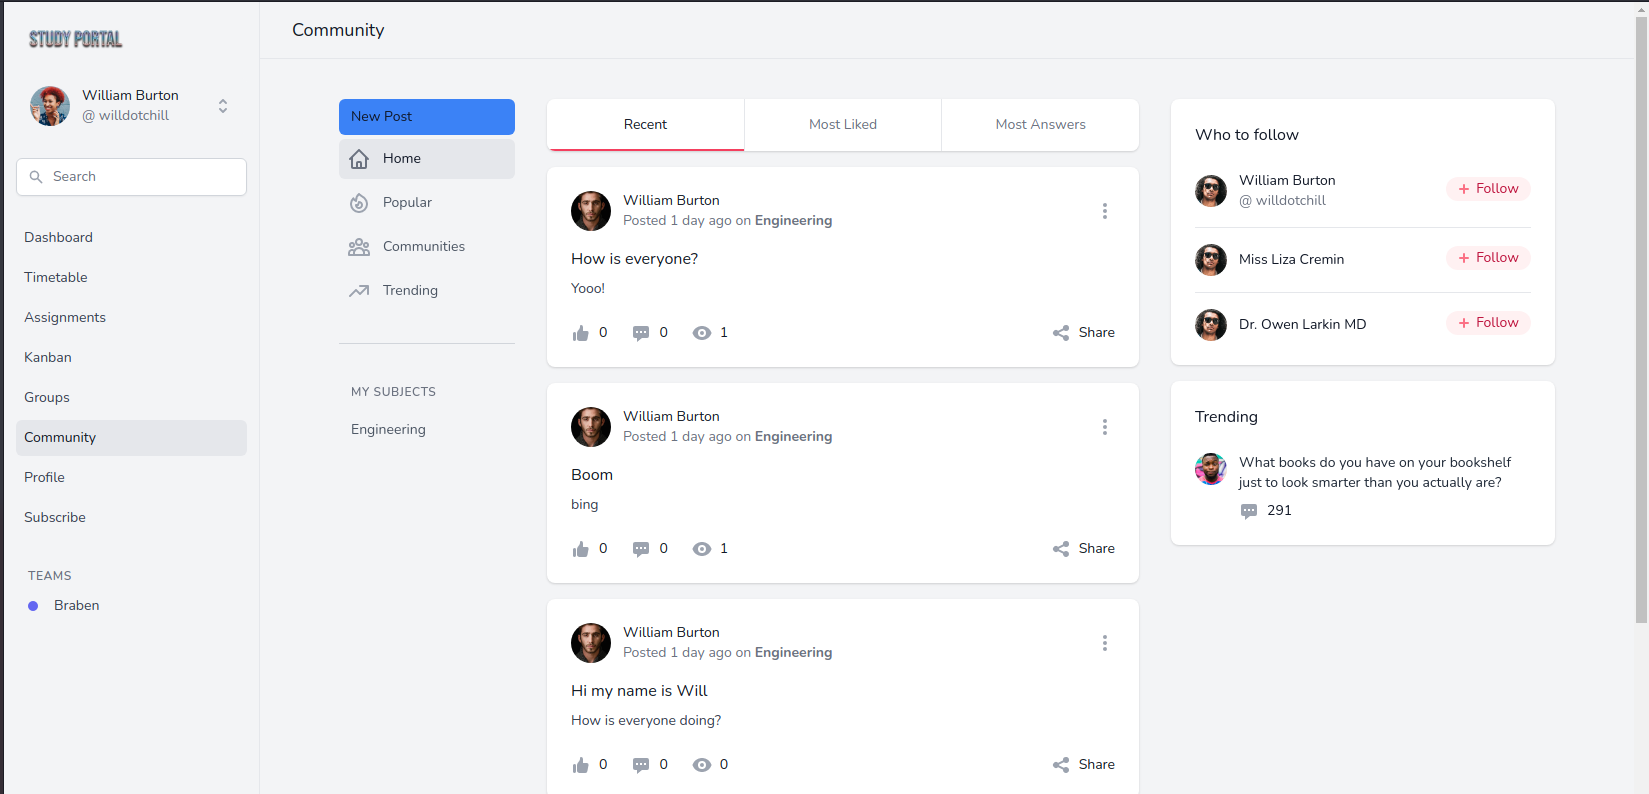 STUDY PORTAL
William Burton
@ willdotchill
Search
Dashboard
Timetable
Assignments
Kanban
Groups
Community
Profile
Subscribe
TEAMS
Braben
Community
New Post
Home
Popular
Communities
Trending
MY SUBJECTS
Engineering
Recent
Most Liked
Most Answers
William Burton
Posted 1 day ago on Engineering
How is everyone?
Yooo!
0 0 1 Share
William Burton
Posted 1 day ago on Engineering
Boom
bing
0 0 1 Share
William Burton
Posted 1 day ago on Engineering
Hi my name is Will
How is everyone doing?
0 0 0 Share
Who to follow
William Burton
@ willdotchill
+ Follow
Miss Liza Cremin
+ Follow
Dr. Owen Larkin MD
+ Follow
Trending
What books do you have on your bookshelf
just to look smarter than you actually are?
291